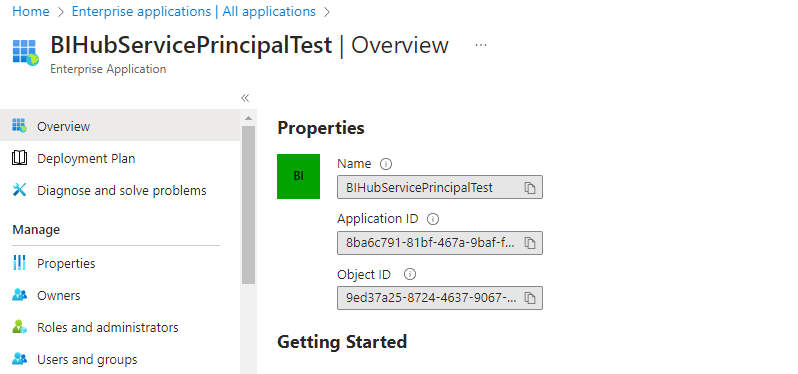 Home > Enterprise applications | All applications >
BIHubServicePrincipalTest | Overview ...
Enterprise Application
«
Overview
Deployment Plan
Diagnose and solve problems
Manage
Properties
Owners
Roles and administrators
Users and groups
Properties
BI
Name
BIHubServicePrincipalTest
Application ID
8ba6c791-81bf-467a-9baf-f...
Object ID
9ed37a25-8724-4637-9067-...
Getting Started